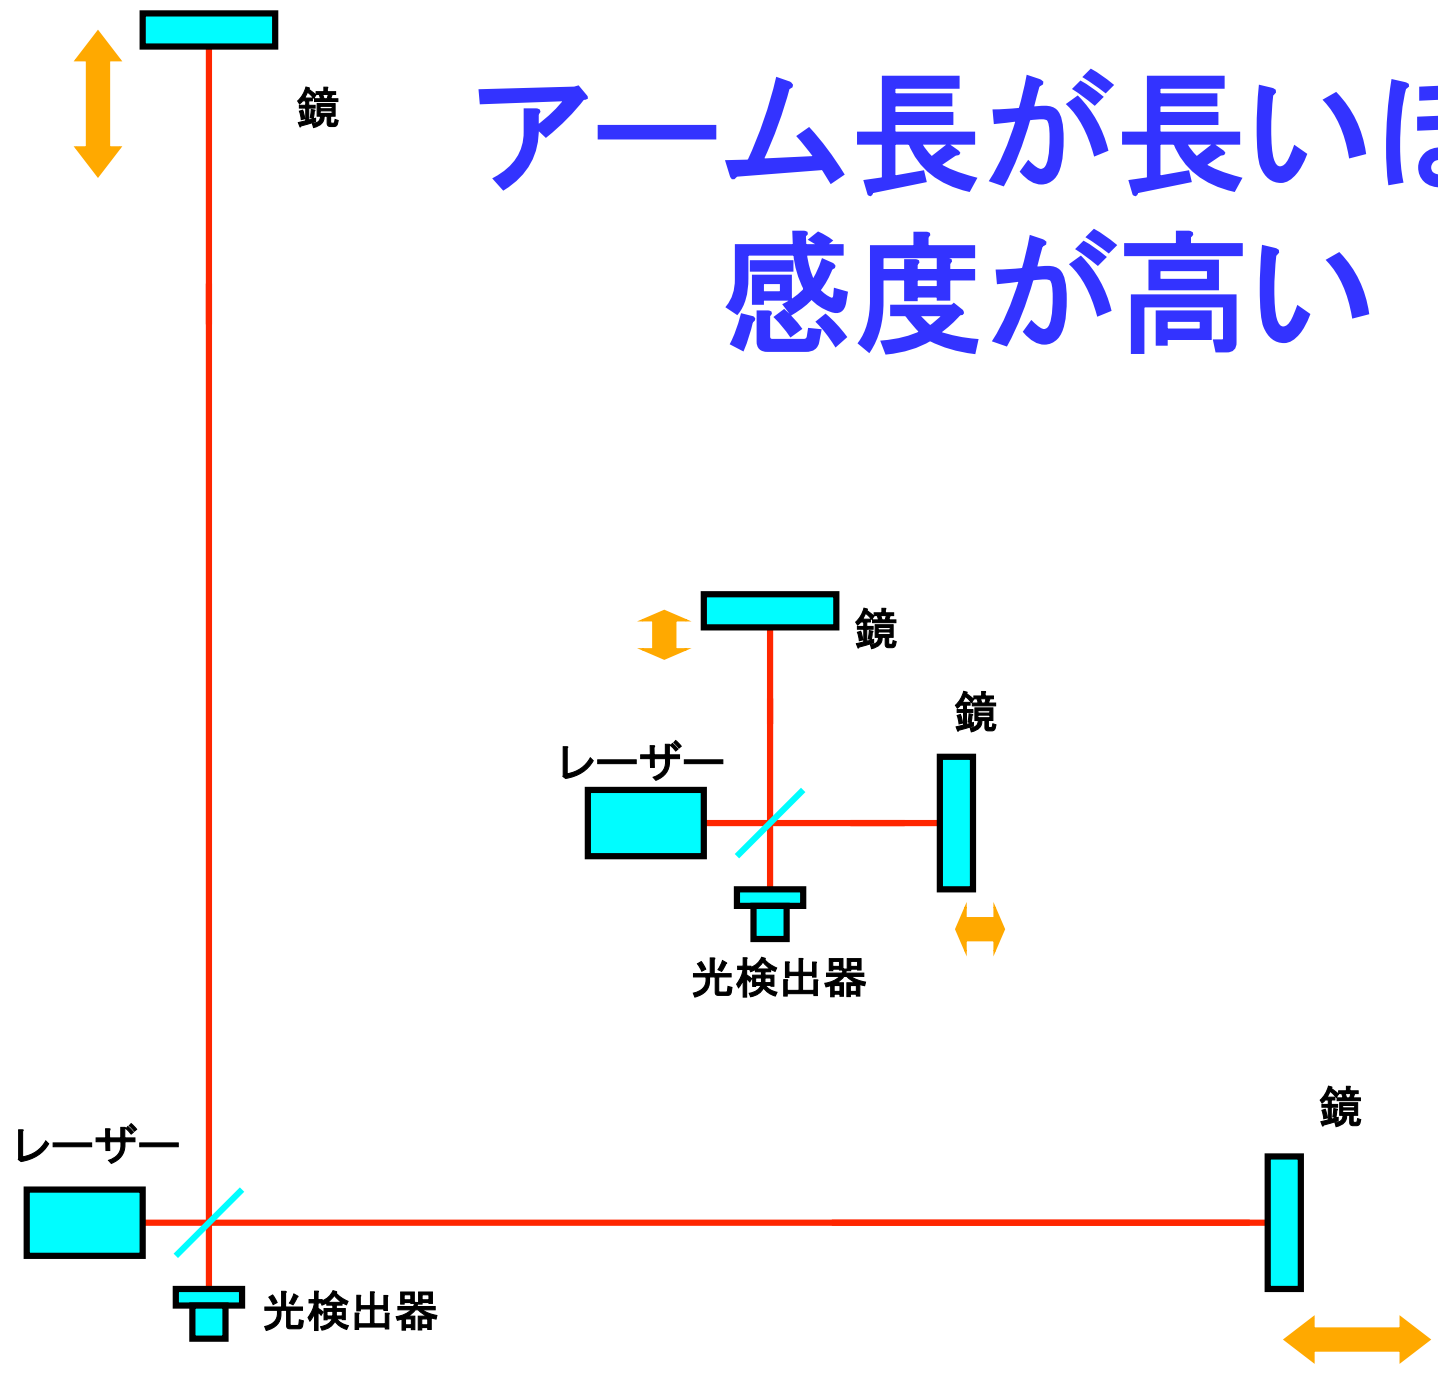 アーム長が長いほ
感度が高い
鏡
鏡
鏡
レーザー
光検出器
鏡
レーザー
光検出器